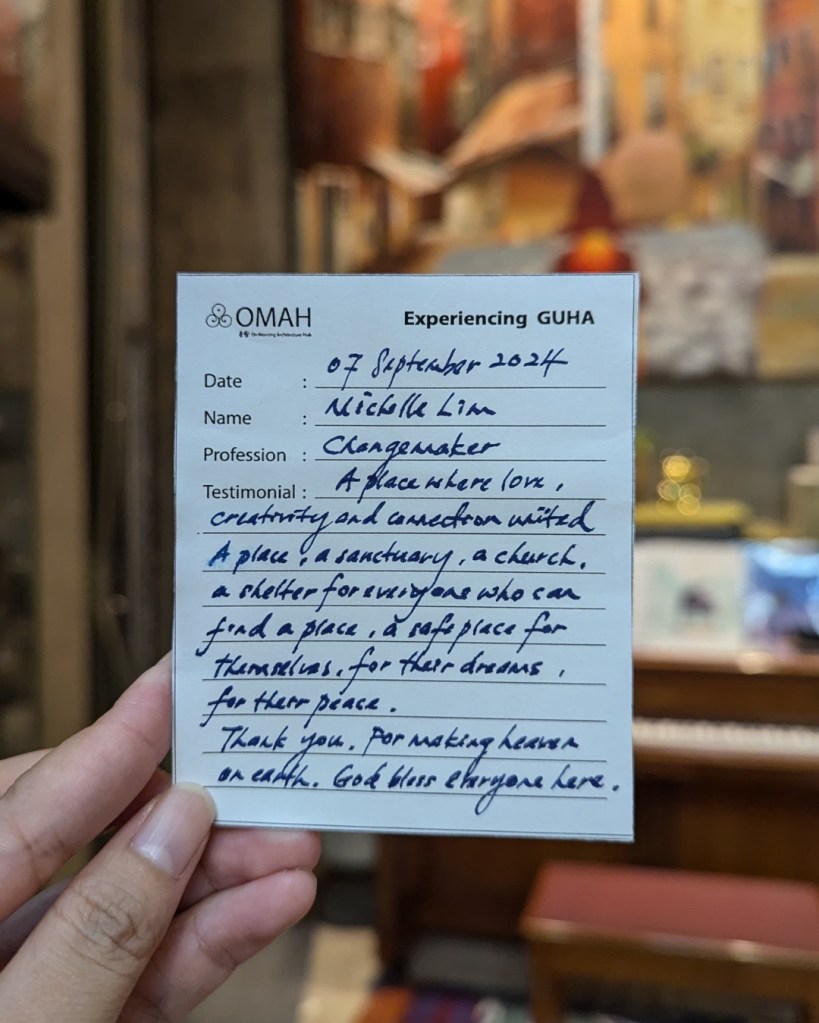 OMAH
Experiencing GUHA
Date : 07 September 2024
Name : Michelle Lim
Profession : Changemaker
Testimonial : A place where love,
creativity and connection united
A place, a sanctuary, a church,
a shelter for everyone who can
find a place, a safe place for
themselves, for their dreams,
for their peace.
Thank you. For making heaven
on earth. God bless everyone here.